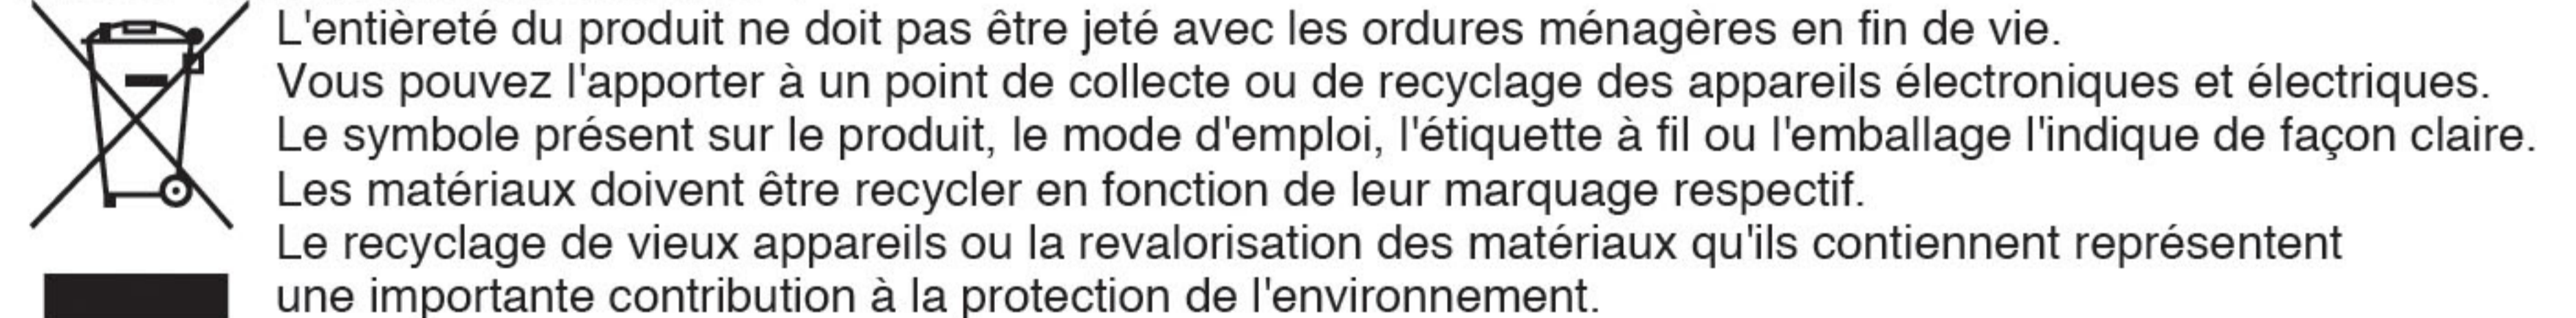 L'entièreté du produit ne doit pas être jeté avec les ordures ménagères en fin de vie.
Vous pouvez l'apporter à un point de collecte ou de recyclage des appareils électroniques et électriques.
Le symbole présent sur le produit, le mode d'emploi, l'étiquette à fil ou l'emballage l'indique de façon claire.
Les matériaux doivent être recycler en fonction de leur marquage respectif.
Le recyclage de vieux appareils ou la revalorisation des matériaux qu'ils contiennent représentent
une importante contribution à la protection de l'environnement.